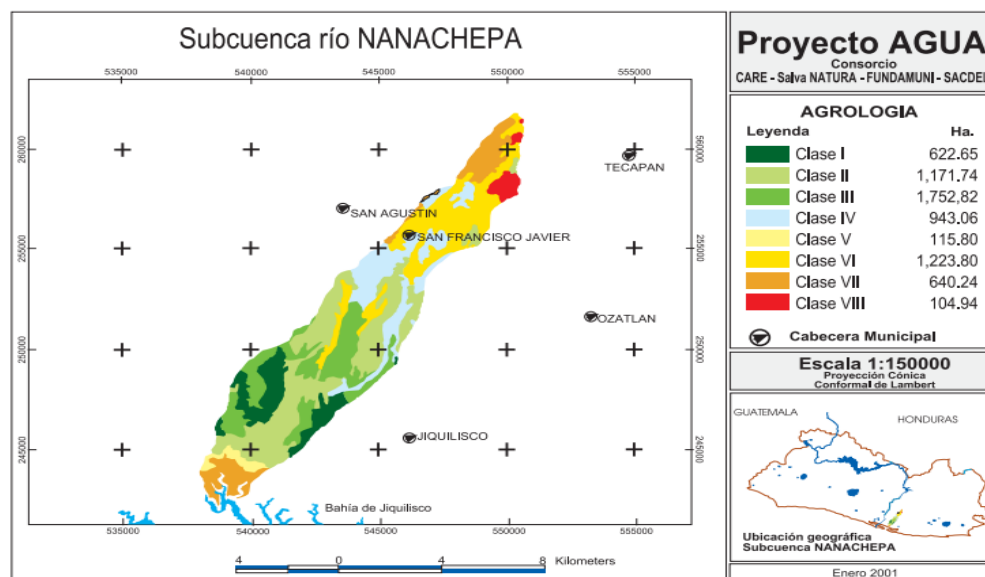 Subcuenca río NANACHEPA
535000 540000 545000 550000 555000
260000
255000
250000
245000
TECAPAN
SAN AGUSTIN
SAN FRANCISCO JAVIER
OZATLAN
JIQUILISCO
Bahía de Jiquilisco
260000
255000
250000
245000
535000 540000 545000 550000 555000
4 0 4 8 Kilometers
Proyecto AGUA
Consorcio
CARE - Salva NATURA - FUNDAMUNI - SACDEL
AGROLOGIA
Leyenda Ha.
Clase I 622.65
Clase II 1,171.74
Clase III 1,752,82
Clase IV 943.06
Clase V 115.80
Clase VI 1,223.80
Clase VII 640.24
Clase VIII 104.94
Cabecera Municipal
Escala 1:150000
Proyección Cónica
Conformal de Lambert
GUATEMALA
HONDURAS
Ubicación geográfica
Subcuenca NANACHEPA
Enero 2001